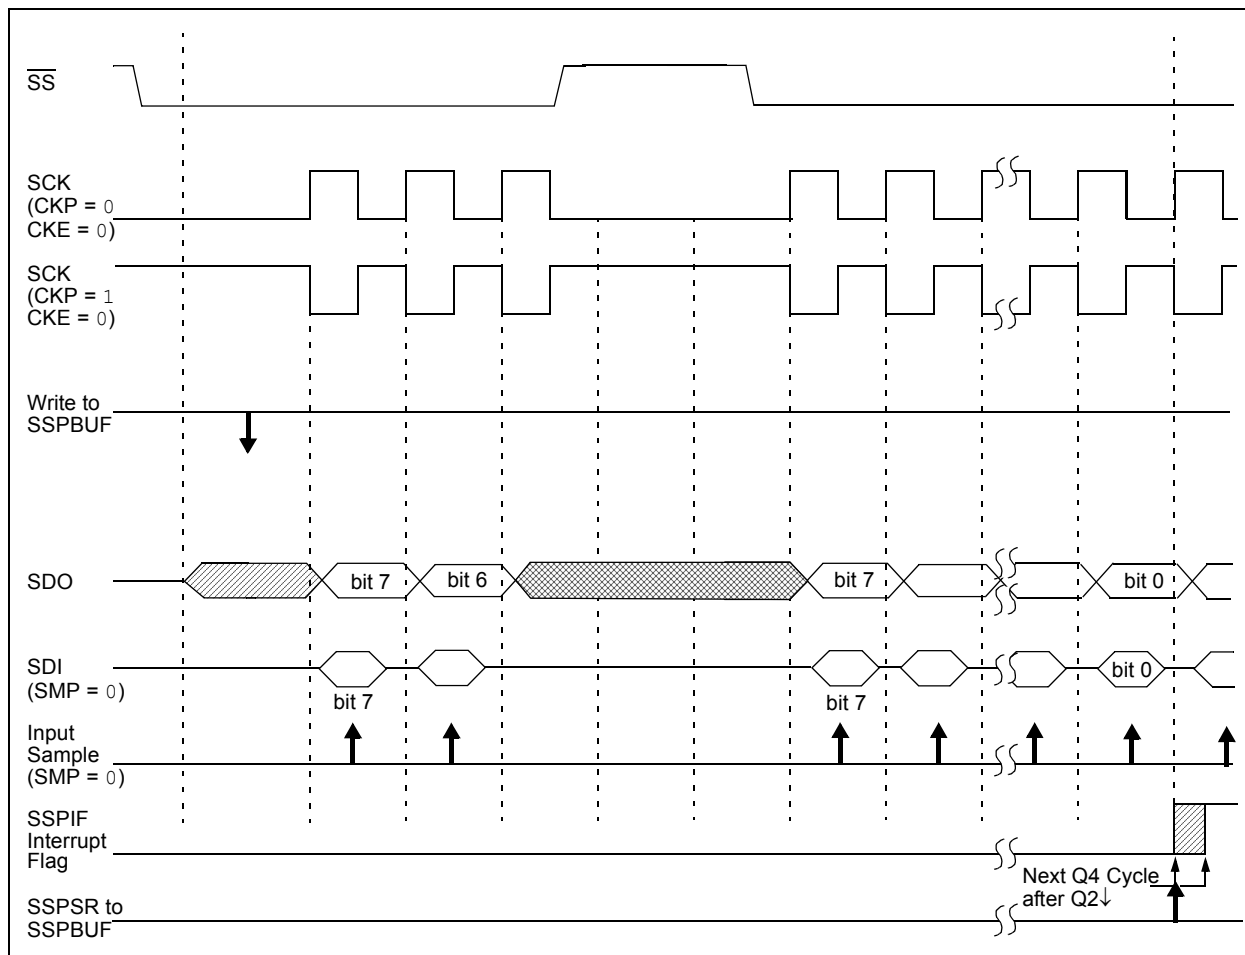 SS
SCK
(CKP = 0
CKE = 0)
SCK
(CKP = 1
CKE = 0)
Write to
SSPBUF
SDO
bit 7
bit 6
bit 7
bit 0
SDI
(SMP = 0)
bit 7
bit 7
bit 0
Input
Sample
(SMP = 0)
SSPIF
Interrupt
Flag
Next Q4 Cycle
after Q2↓
SSPSR to
SSPBUF